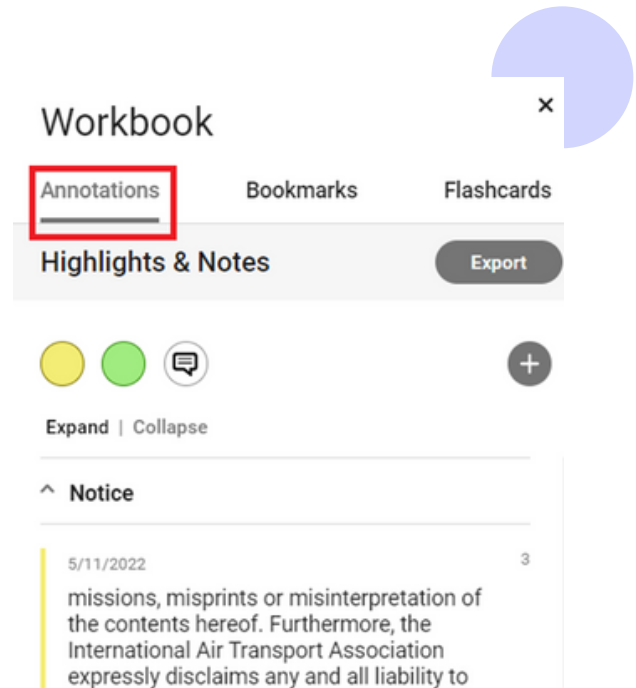 Workbook ×
Annotations Bookmarks Flashcards
Highlights & Notes Export
+
Expand | Collapse
^ Notice
5/11/2022 3
missions, misprints or misinterpretation of
the contents hereof. Furthermore, the
International Air Transport Association
expressly disclaims any and all liability to